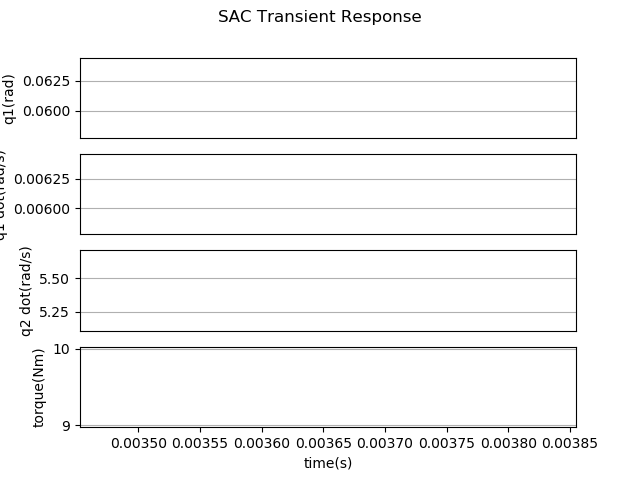 SAC Transient Response
q1(rad)
0.0625
0.0600
q1 dot(rad/s)
0.00625
0.00600
q2 dot(rad/s)
5.50
5.25
torque(Nm)
10
9
0.00350 0.00355 0.00360 0.00365 0.00370 0.00375 0.00380 0.00385
time(s)